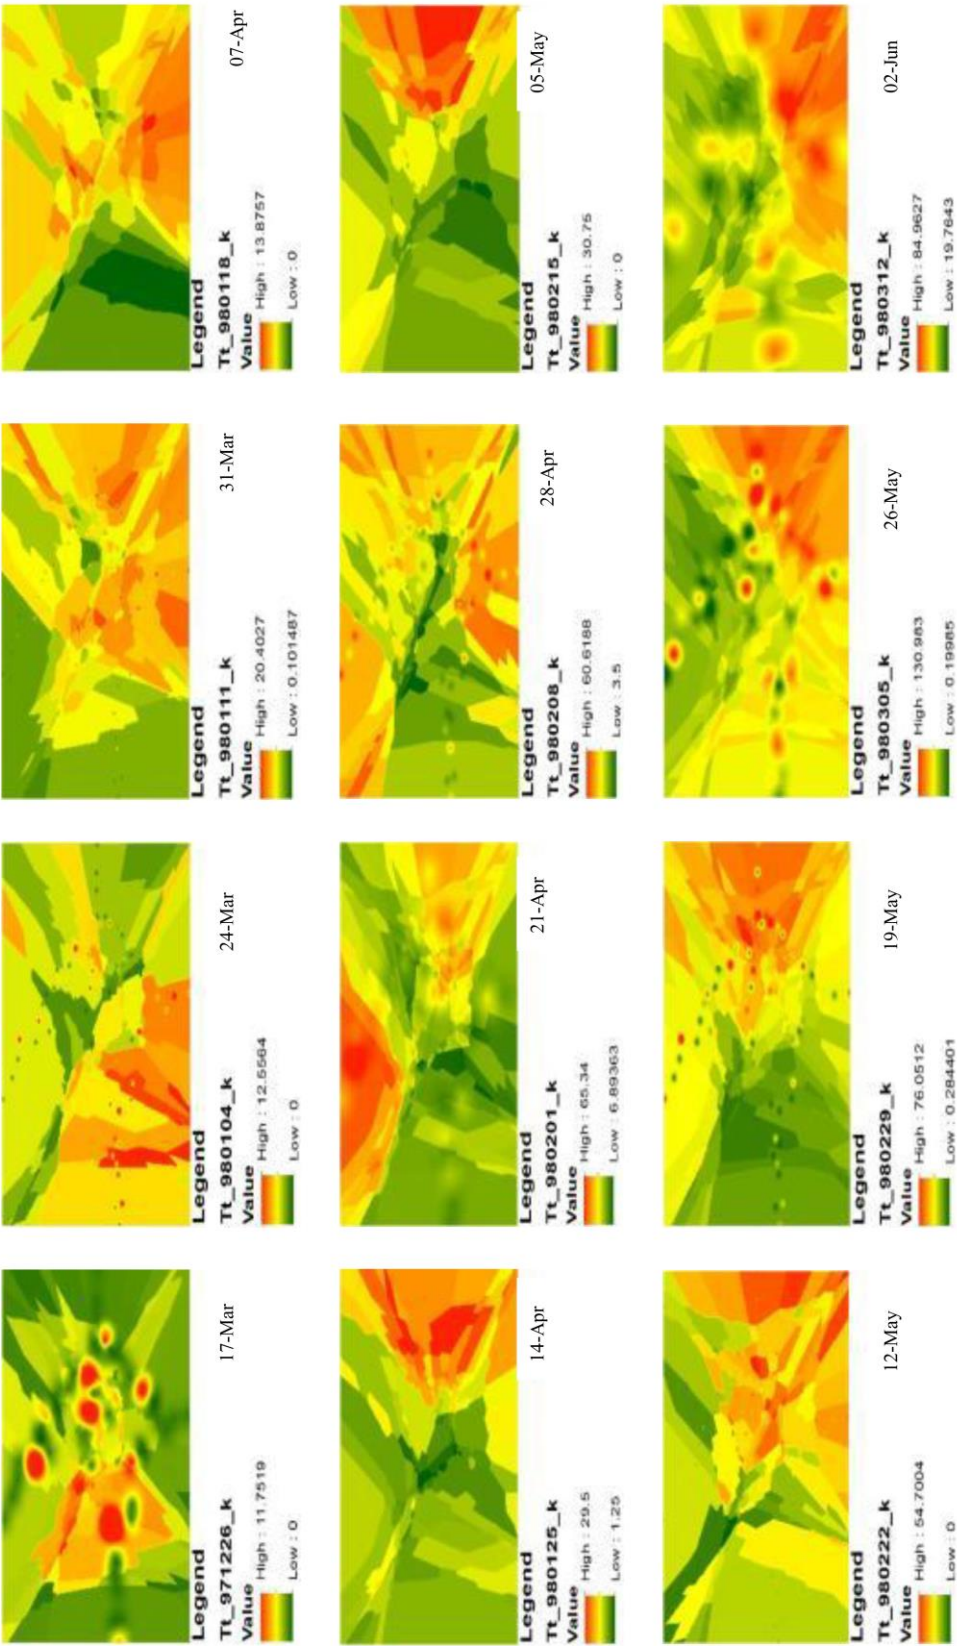 Legend
Tt_971226_k
Value
High : 11.7519
Low : 0
17-Mar
Legend
Tt_980104_k
Value
High : 12.5564
Low : 0
24-Mar
Legend
Tt_980111_k
Value
High : 20.4027
Low : 0.101487
31-Mar
Legend
Tt_980118_k
Value
High : 13.8757
Low : 0
07-Apr
Legend
Tt_980125_k
Value
High : 29.5
Low : 1.25
14-Apr
Legend
Tt_980201_k
Value
High : 65.34
Low : 6.89363
21-Apr
Legend
Tt_980208_k
Value
High : 60.6188
Low : 3.5
28-Apr
Legend
Tt_980215_k
Value
High : 30.75
Low : 0
05-May
Legend
Tt_980222_k
Value
High : 54.7004
Low : 0
12-May
Legend
Tt_980229_k
Value
High : 76.0512
Low : 0.284401
19-May
Legend
Tt_980305_k
Value
High : 130.983
Low : 0.19985
26-May
Legend
Tt_980312_k
Value
High : 84.9627
Low : 19.7643
02-Jun